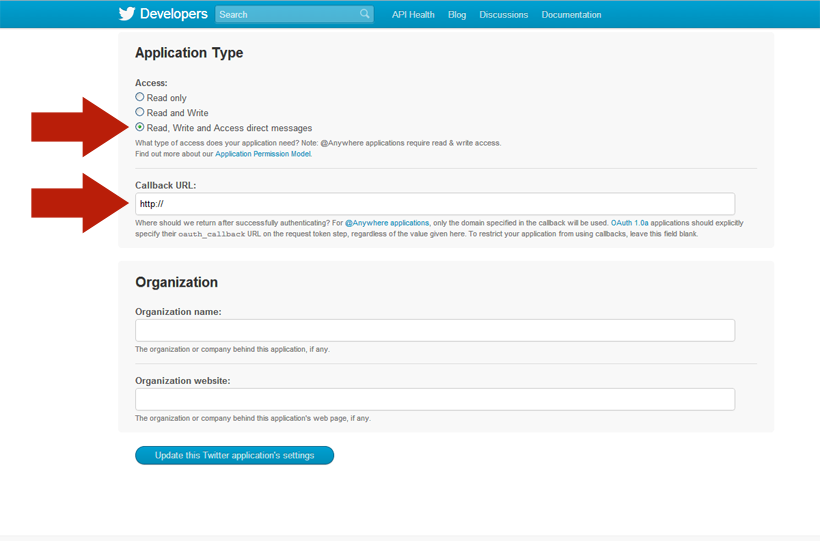 Developers Search API Health Blog Discussions Documentation
Application Type
Access:
Read only
Read and Write
Read, Write and Access direct messages
What type of access does your application need? Note: @Anywhere applications require read & write access.
Find out more about our Application Permission Model.
Callback URL:
http://
Where should we return after successfully authenticating? For @Anywhere applications, only the domain specified in the callback will be used. OAuth 1.0a applications should explicitly
specify their oauth_callback URL on the request token step, regardless of the value given here. To restrict your application from using callbacks, leave this field blank.
Organization
Organization name:
The organization or company behind this application, if any.
Organization website:
The organization or company behind this application's web page, if any.
Update this Twitter application's settings